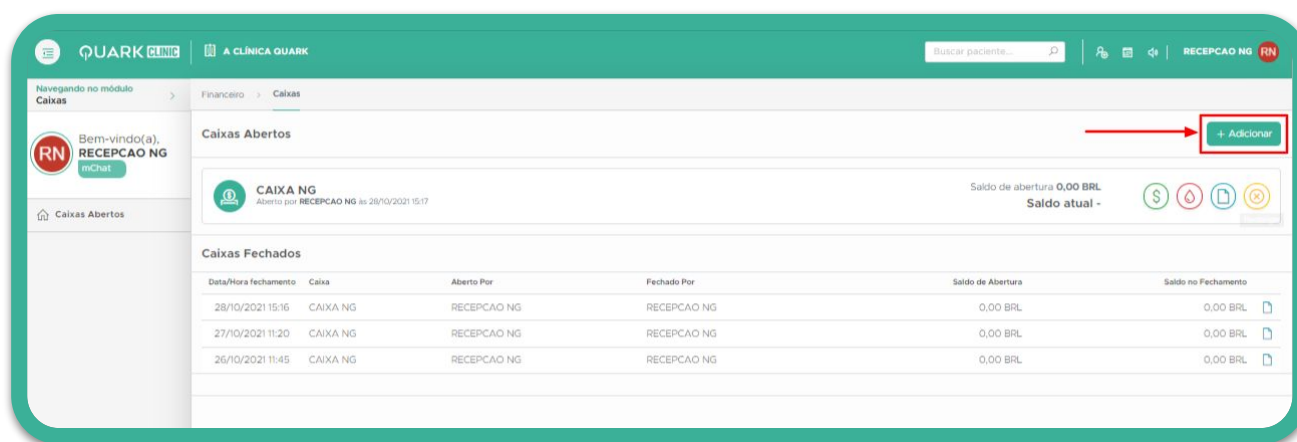 QUARK CLINIC
A CLÍNICA QUARK
Buscar paciente...
RECEPCAO NG RN
Navegando no módulo
Caixas
Financeiro > Caixas
RN
Bem-vindo(a),
RECEPCAO NG
mChat
Caixas Abertos
Caixas Abertos
+ Adicionar
CAIXA NG
Aberto por RECEPCAO NG às 28/10/2021 15:17
Saldo de abertura 0,00 BRL
Saldo atual -
Caixas Fechados
Data/Hora fechamento Caixa Aberto Por Fechado Por Saldo de Abertura Saldo no Fechamento
28/10/2021 15:16 CAIXA NG RECEPCAO NG RECEPCAO NG 0,00 BRL 0,00 BRL
27/10/2021 11:20 CAIXA NG RECEPCAO NG RECEPCAO NG 0,00 BRL 0,00 BRL
26/10/2021 11:45 CAIXA NG RECEPCAO NG RECEPCAO NG 0,00 BRL 0,00 BRL